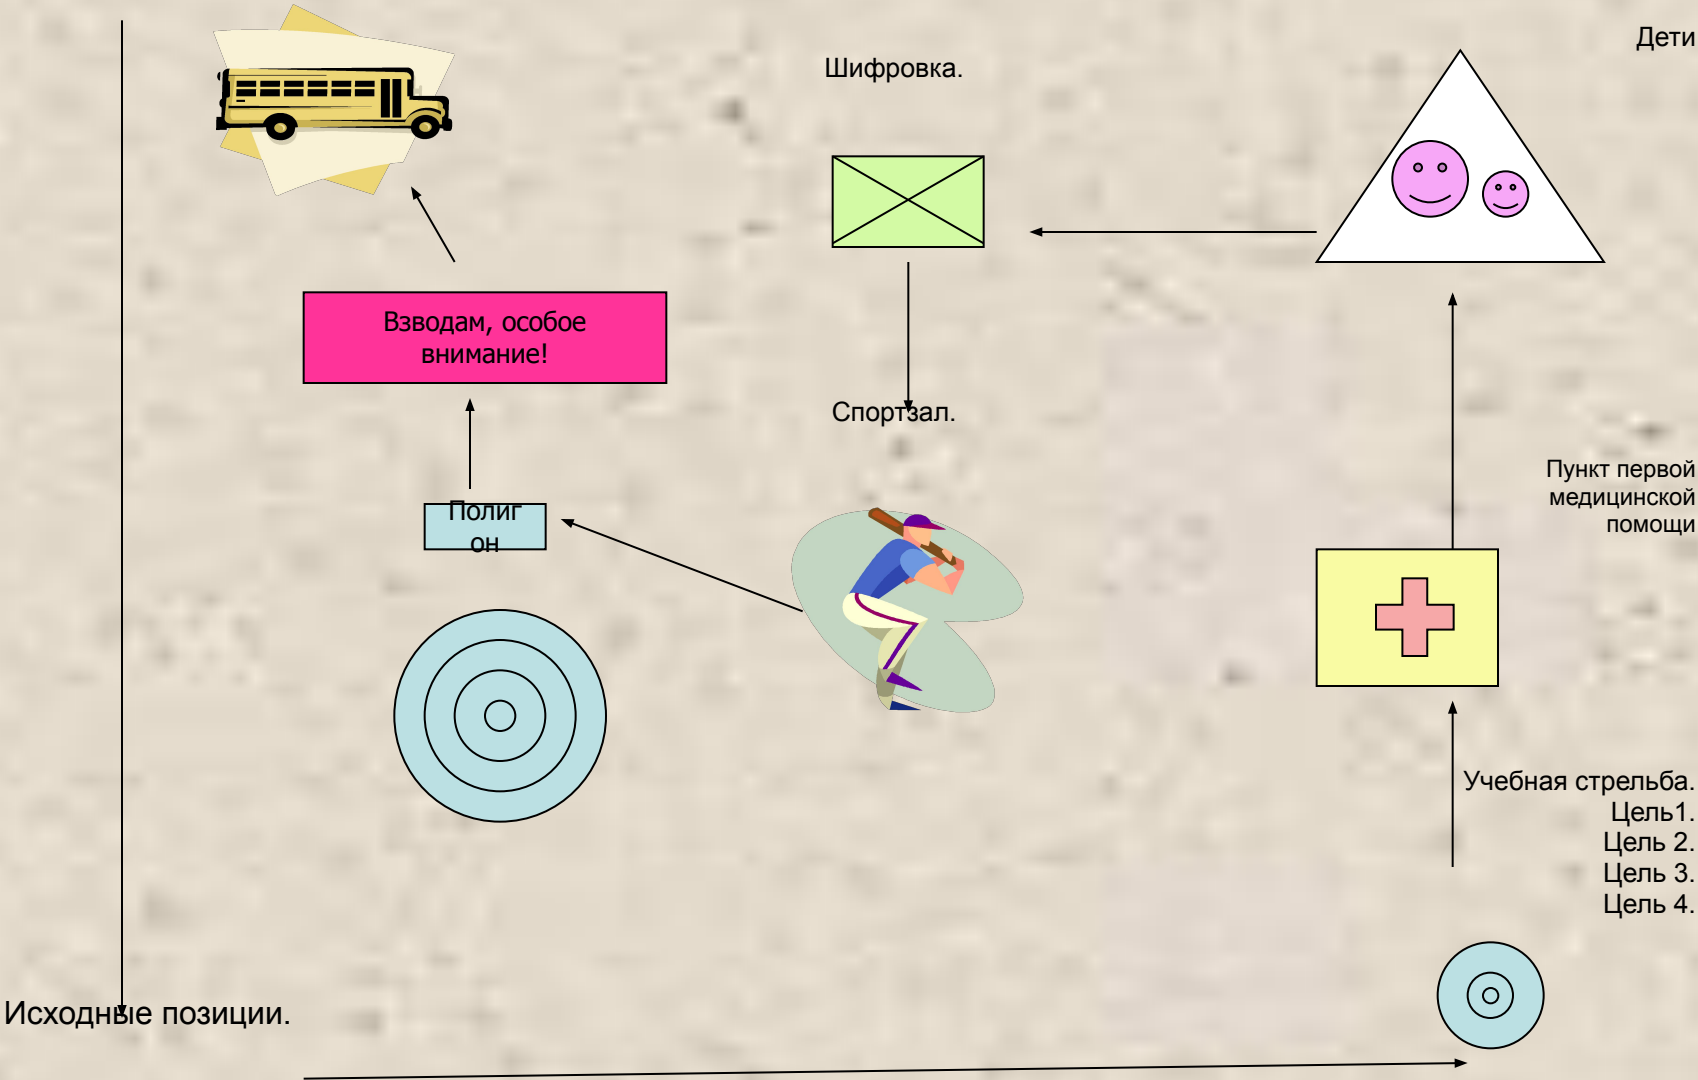 Дети
Шифровка.
Взводам, особое
внимание!
Спортзал.
Пункт первой
медицинской
помощи
Полиг
он
Учебная стрельба.
Цель1.
Цель 2.
Цель 3.
Цель 4.
Исходные позиции.